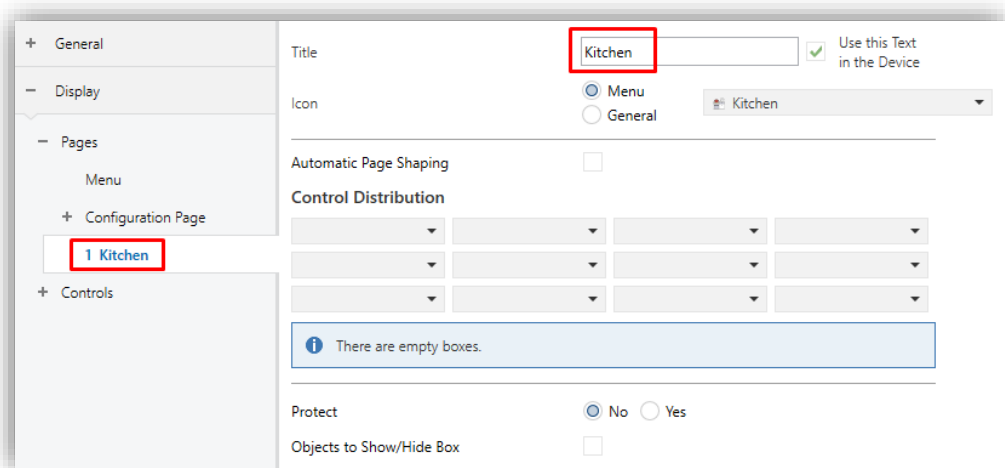 + General
− Display
− Pages
Menu
+ Configuration Page
1 Kitchen
+ Controls
Title
Kitchen
Use this Text
in the Device
Icon
Menu
General
Kitchen
Automatic Page Shaping
Control Distribution
There are empty boxes.
Protect
No
Yes
Objects to Show/Hide Box